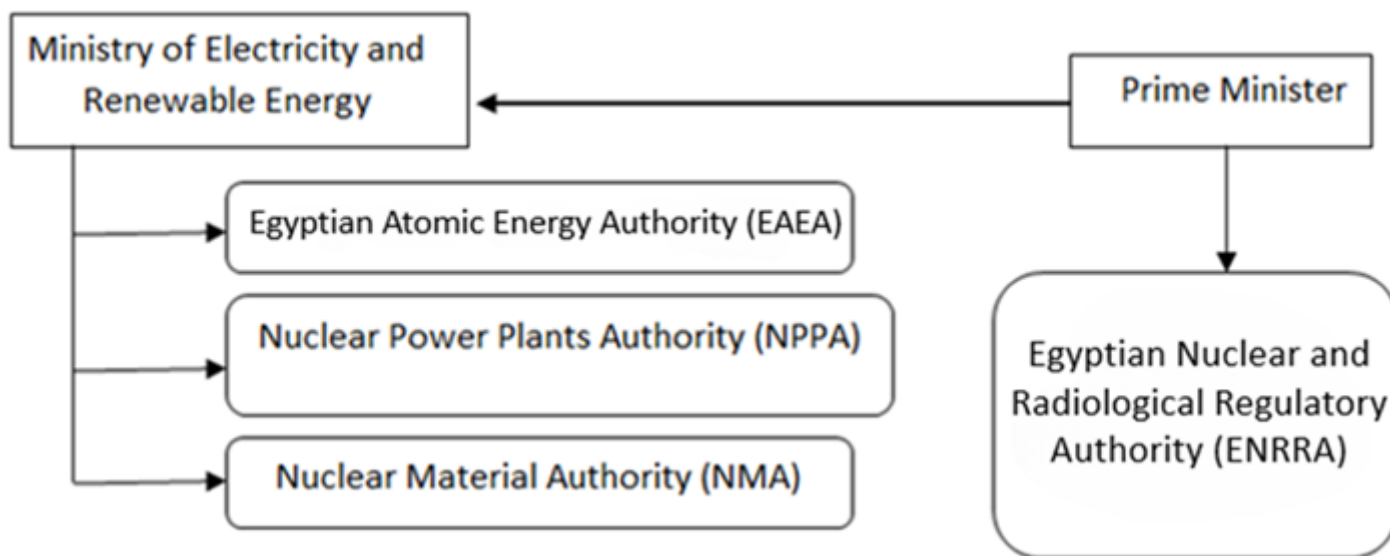 Ministry of Electricity and
Renewable Energy
Prime Minister
Egyptian Atomic Energy Authority (EAEA)
Nuclear Power Plants Authority (NPPA)
Nuclear Material Authority (NMA)
Egyptian Nuclear and
Radiological Regulatory
Authority (ENRRA)